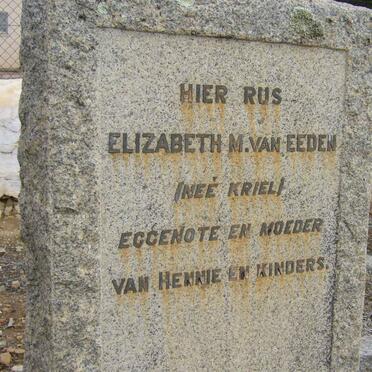 HIER RUS
ELIZABETH M. VAN EEDEN
(NEÉ KRIEL)
EGGENOTE EN MOEDER
VAN HENNIE EN KINDERS.